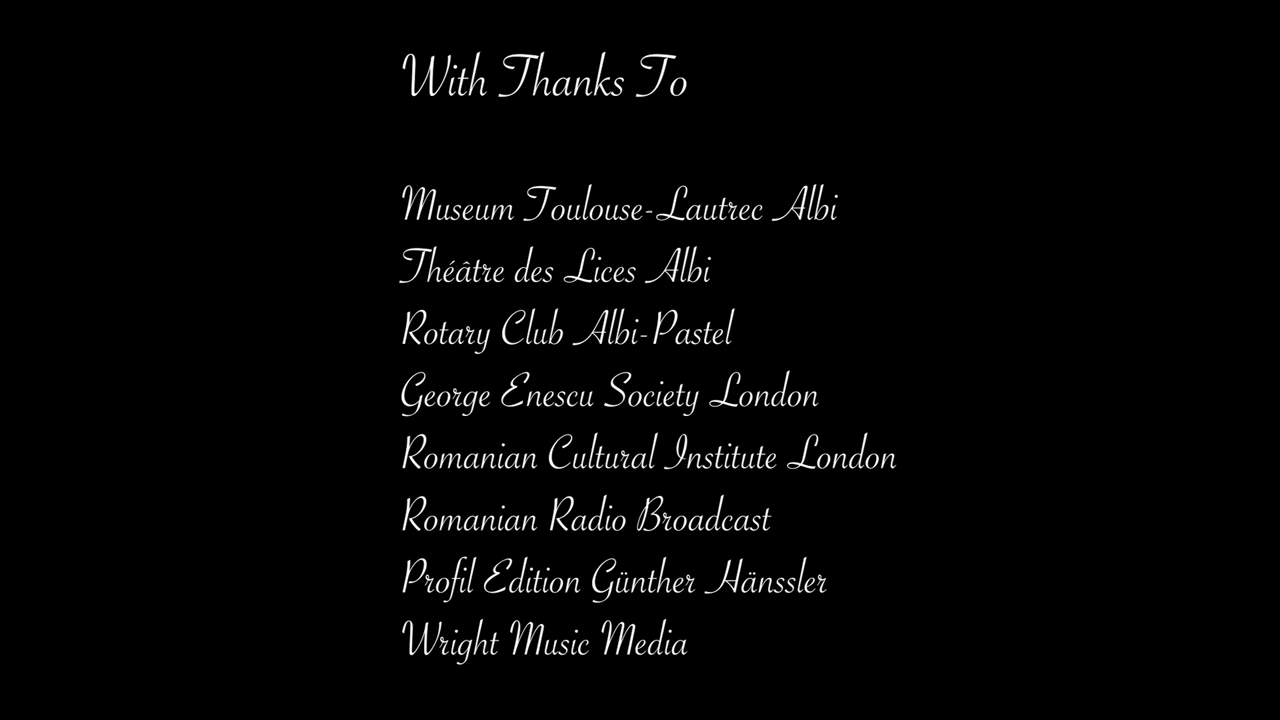 With Thanks To
Museum Toulouse-Lautrec Albi
Théâtre des Lices Albi
Rotary Club Albi-Pastel
George Enescu Society London
Romanian Cultural Institute London
Romanian Radio Broadcast
Profil Edition Günther Hänssler
Wright Music Media